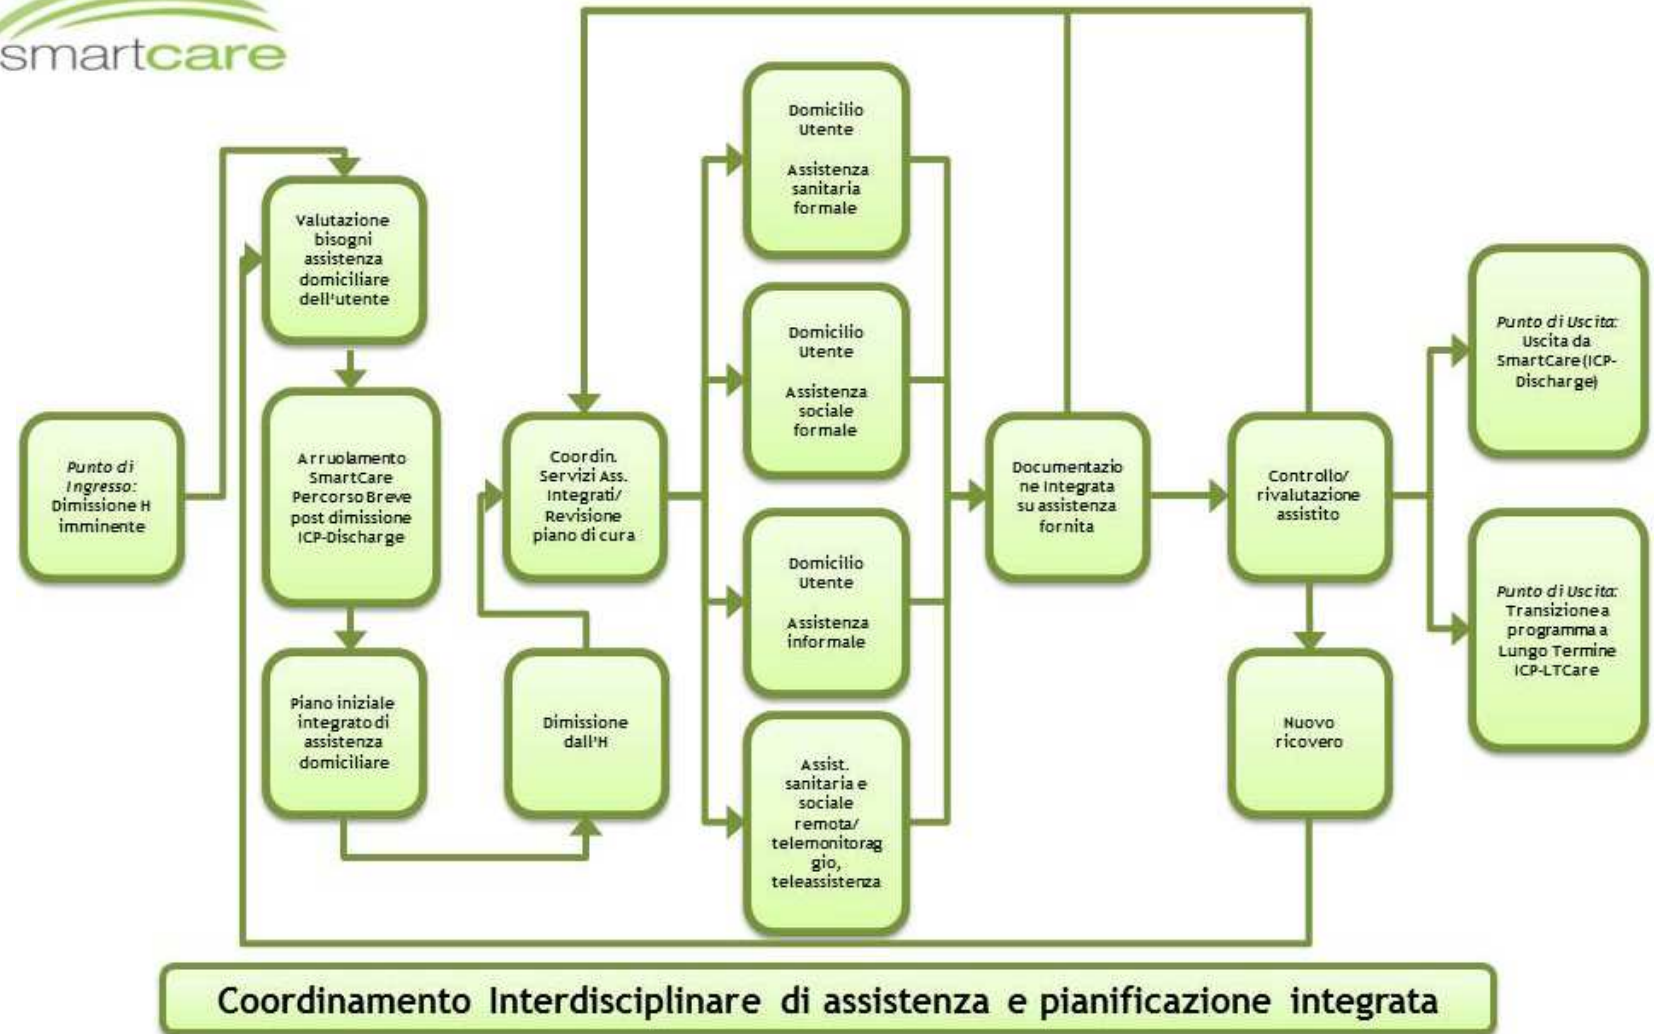 smartcare
Punto di
Ingresso:
Dimissione H
imminente
Valutazione
bisogni
assistenza
domiciliare
dell'utente
Arruolamento
SmartCare
Percorso Breve
post dimissione
ICP-Discharge
Piano iniziale
integrato di
assistenza
domiciliare
Dimissione
dall'H
Coordin.
Servizi Ass.
Integrati/
Revisione
piano di cura
Domicilio
Utente
Assistenza
sanitaria
formale
Domicilio
Utente
Assistenza
sociale
formale
Domicilio
Utente
Assistenza
informale
Assist.
sanitaria e
sociale
remota/
telemonitorag
gio,
teleassistenza
Documentazio
ne Integrata
su assistenza
fornita
Controllo/
rivalutazione
assistito
Nuovo
ricovero
Punto di Uscita:
Uscita da
SmartCare (ICP-
Discharge)
Punto di Uscita:
Transizione a
programma a
Lungo Termine
ICP-LTCare
Coordinamento Interdisciplinare di assistenza e pianificazione integrata